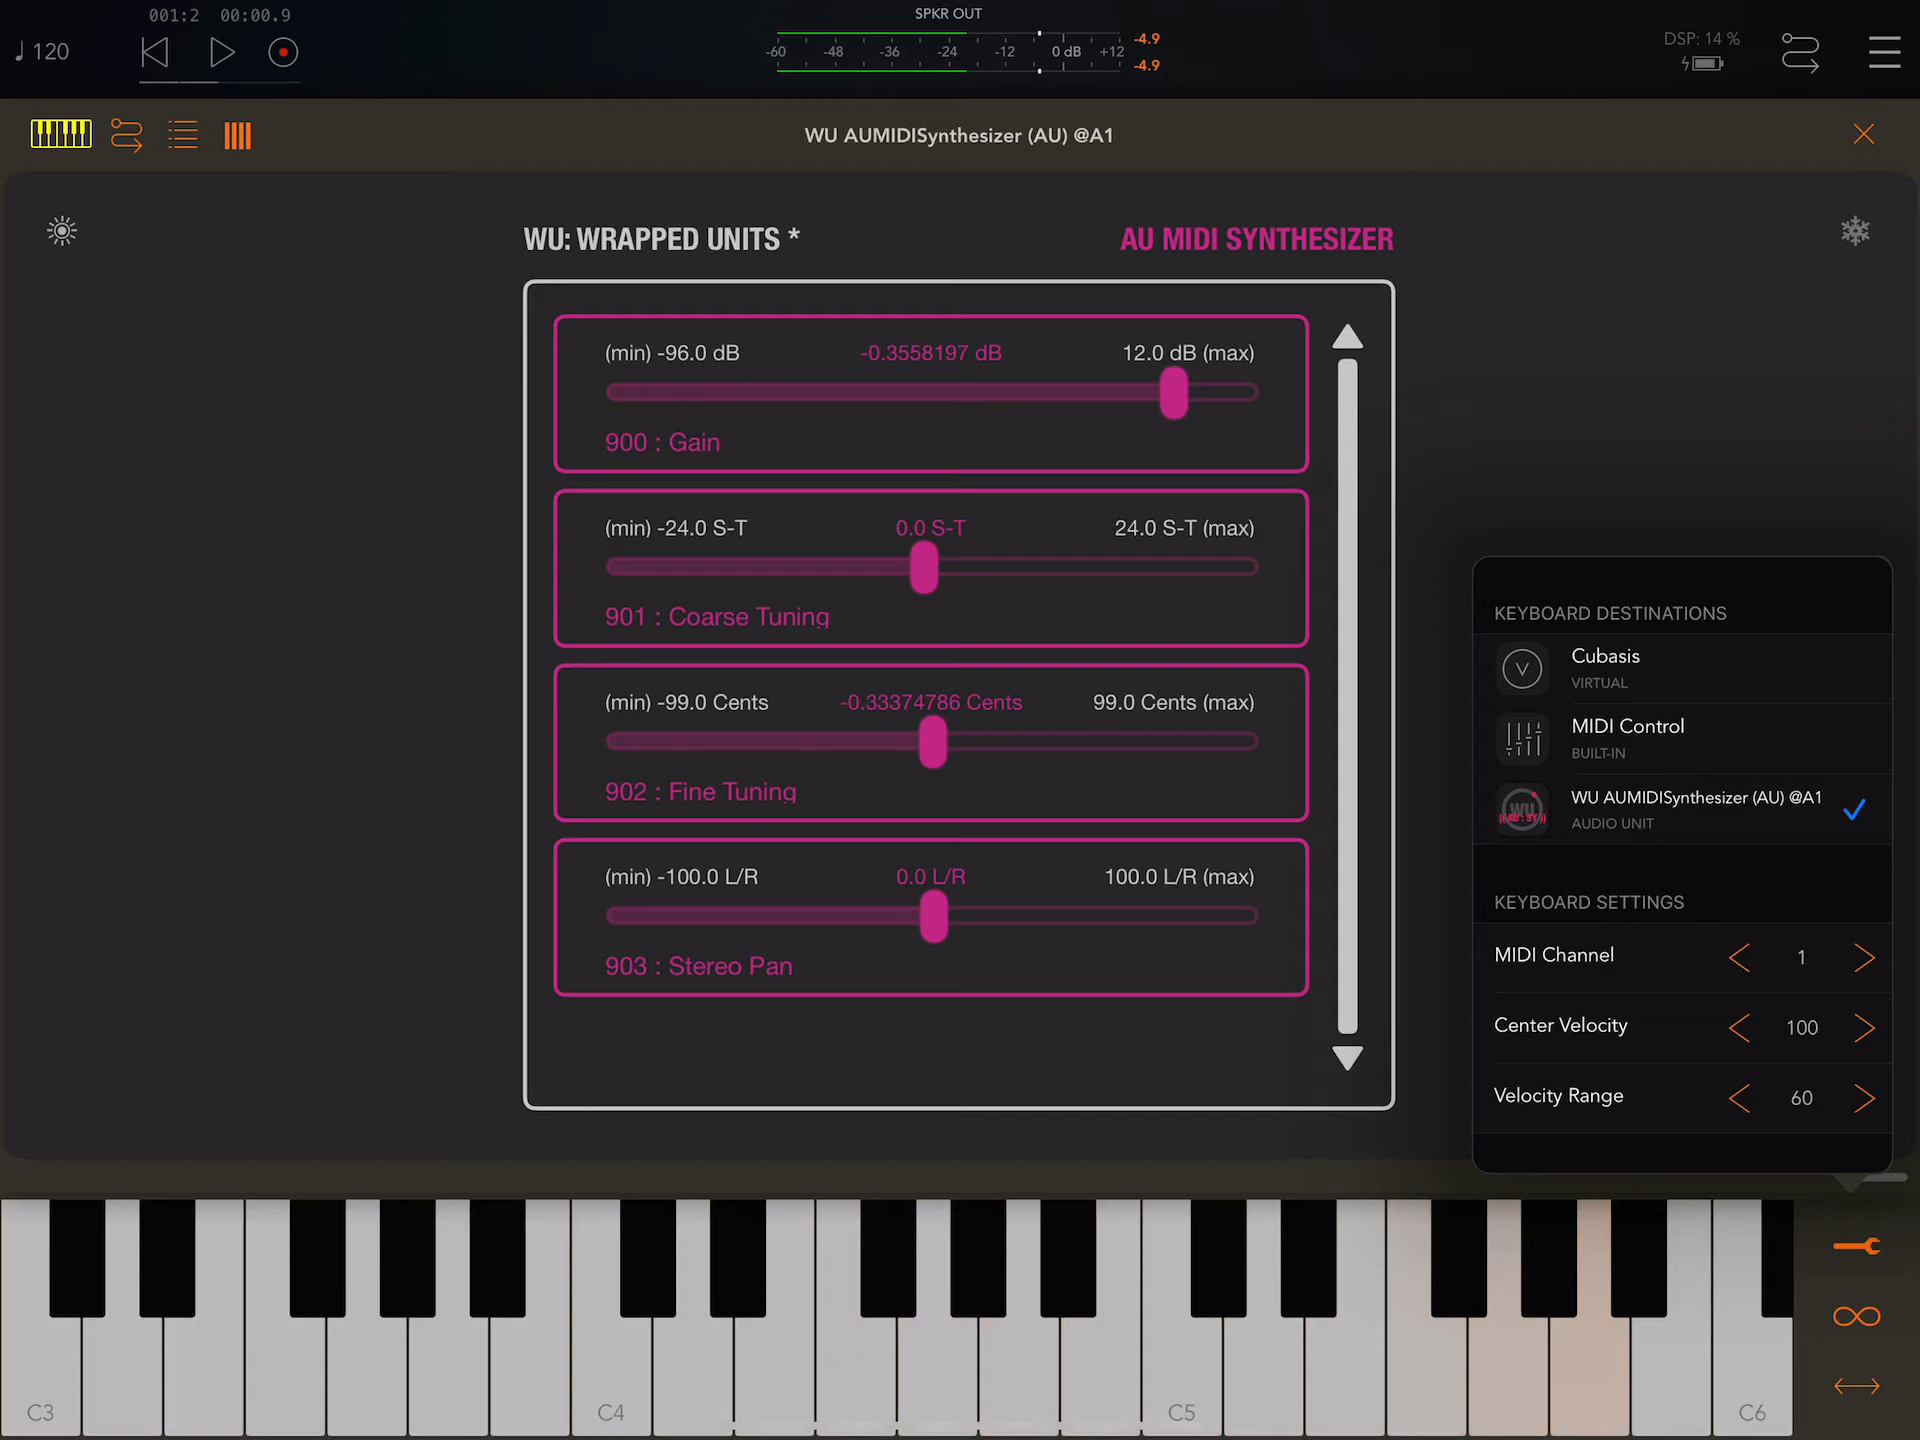 001:2 00:00.9
SPKR OUT
♩ 120
-60 -48 -36 -24 -12 0 dB +12
-4.9
-4.9
DSP: 14 %
WU AUMIDISynthesizer (AU) @A1
WU: WRAPPED UNITS *
AU MIDI SYNTHESIZER
(min) -96.0 dB -0.3558197 dB 12.0 dB (max)
900 : Gain
(min) -24.0 S-T 0.0 S-T 24.0 S-T (max)
901 : Coarse Tuning
(min) -99.0 Cents -0.33374786 Cents 99.0 Cents (max)
902 : Fine Tuning
(min) -100.0 L/R 0.0 L/R 100.0 L/R (max)
903 : Stereo Pan
KEYBOARD DESTINATIONS
V
Cubasis
VIRTUAL
MIDI Control
BUILT-IN
WU
WU AUMIDISynthesizer (AU) @A1
AUDIO UNIT
KEYBOARD SETTINGS
MIDI Channel 1
Center Velocity 100
Velocity Range 60
C3 C4 C5 C6